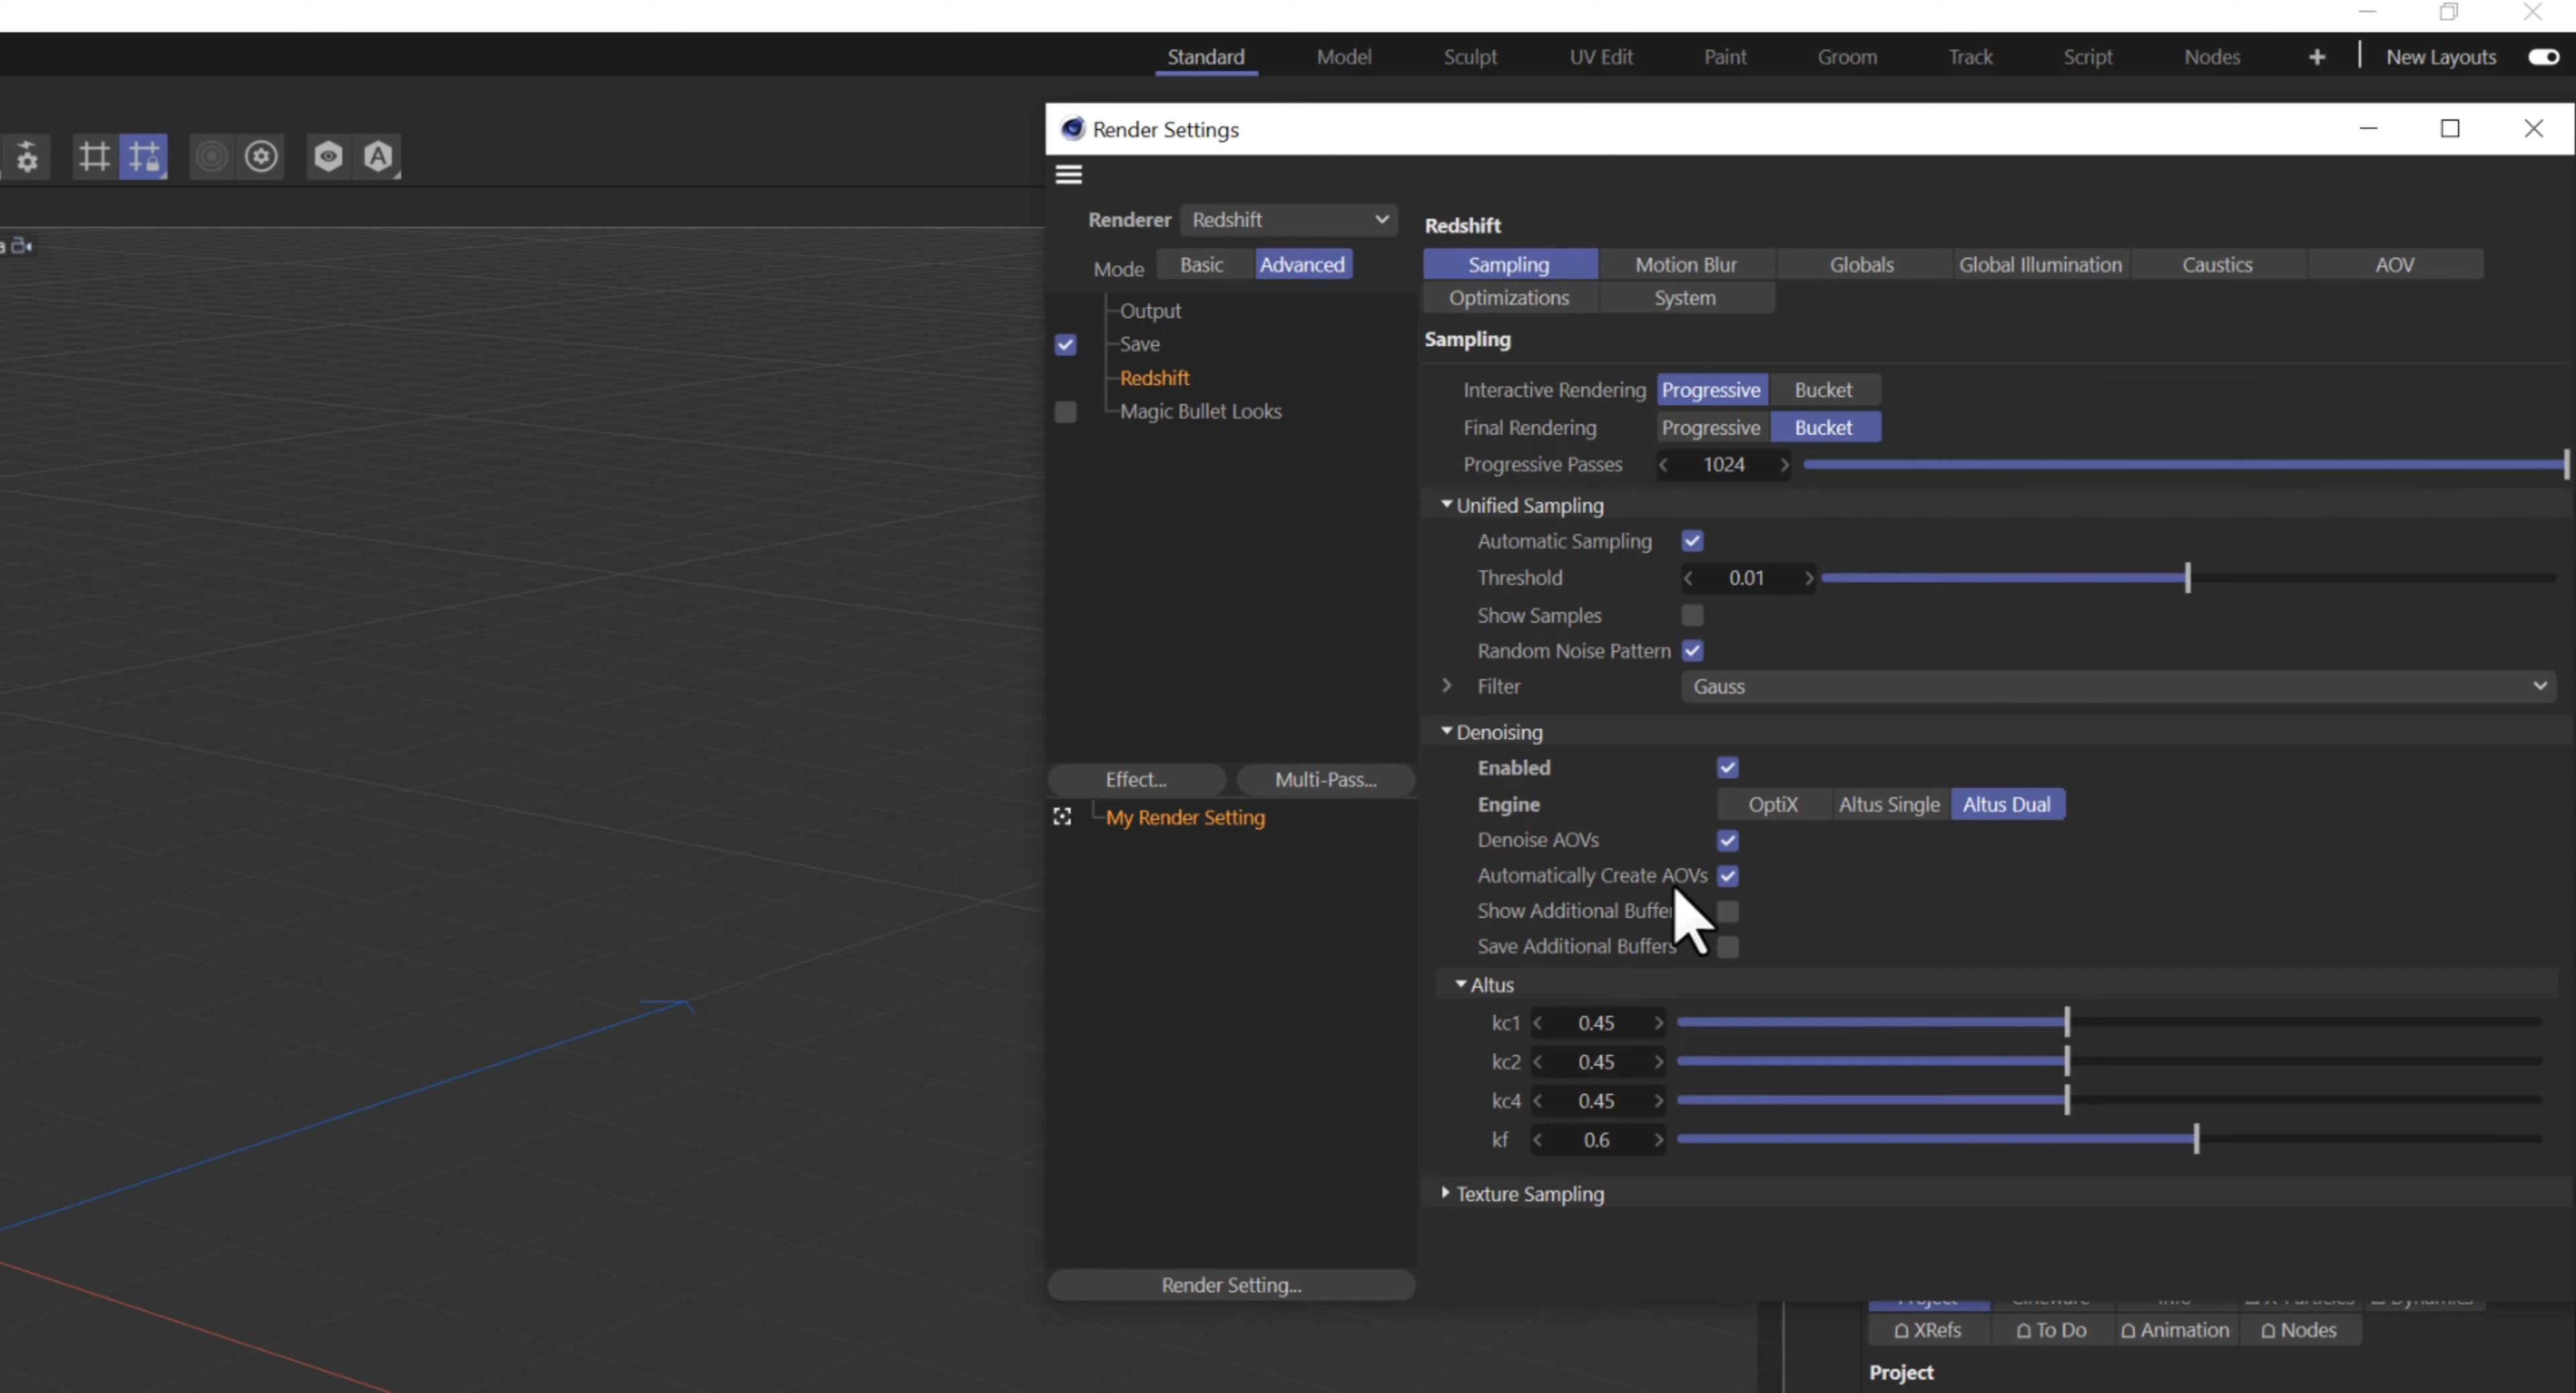 Standard Model Sculpt UV Edit Paint Groom Track Script Nodes + New Layouts
Render Settings
Renderer Redshift
Mode Basic Advanced
Output
Save
Redshift
Magic Bullet Looks
Effect... Multi-Pass...
My Render Setting
Render Setting...
Redshift
Sampling Motion Blur Globals Global Illumination Caustics AOV
Optimizations System
Sampling
Interactive Rendering Progressive Bucket
Final Rendering Progressive Bucket
Progressive Passes 1024
Unified Sampling
Automatic Sampling
Threshold 0.01
Show Samples
Random Noise Pattern
Filter Gauss
Denoising
Enabled
Engine OptiX Altus Single Altus Dual
Denoise AOVs
Automatically Create AOVs
Show Additional
Save Additional Buffers
Altus
kc1 0.45
kc2 0.45
kc4 0.45
kf 0.6
Texture Sampling
XRefs To Do Animation Nodes
Project